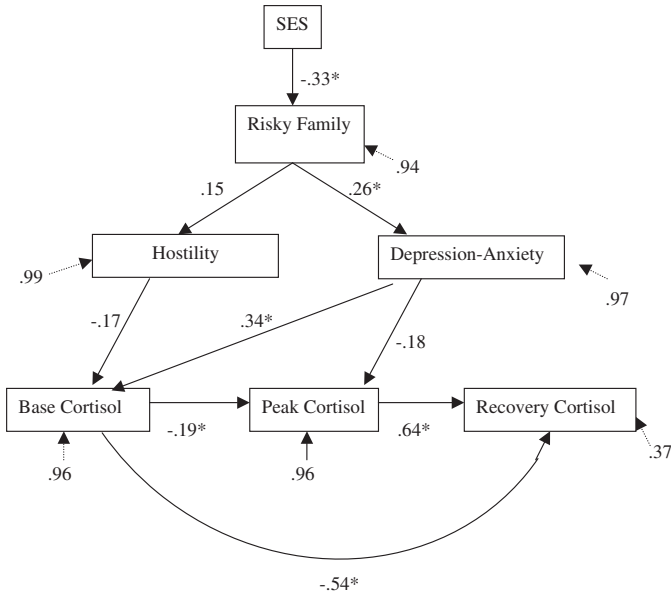 SES
-.33*
Risky Family
.94
.15
.26*
Hostility
Depression-Anxiety
.99
.97
-.17
.34*
-.18
Base Cortisol
Peak Cortisol
Recovery Cortisol
-.19*
.64*
.37
.96
.96
-.54*